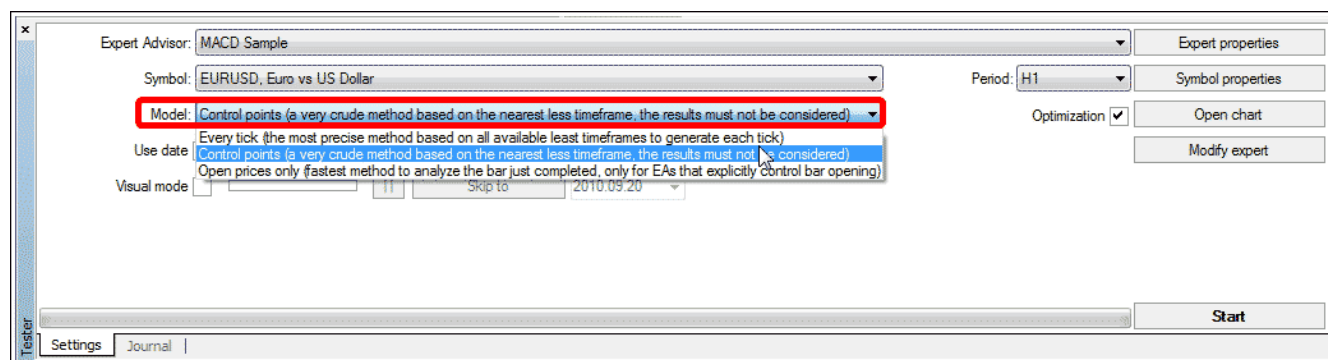 x
Expert Advisor: MACD Sample Expert properties
Symbol: EURUSD, Euro vs US Dollar Period: H1 Symbol properties
Model: Control points (a very crude method based on the nearest less timeframe, the results must not be considered) Optimization Open chart
Every tick (the most precise method based on all available least timeframes to generate each tick)
Use date Control points (a very crude method based on the nearest less timeframe, the results must not be considered) Modify expert
Open prices only (fastest method to analyze the bar just completed, only for EAs that explicitly control bar opening)
Visual mode Skip to 2010.09.20
Start
Tester
Settings Journal